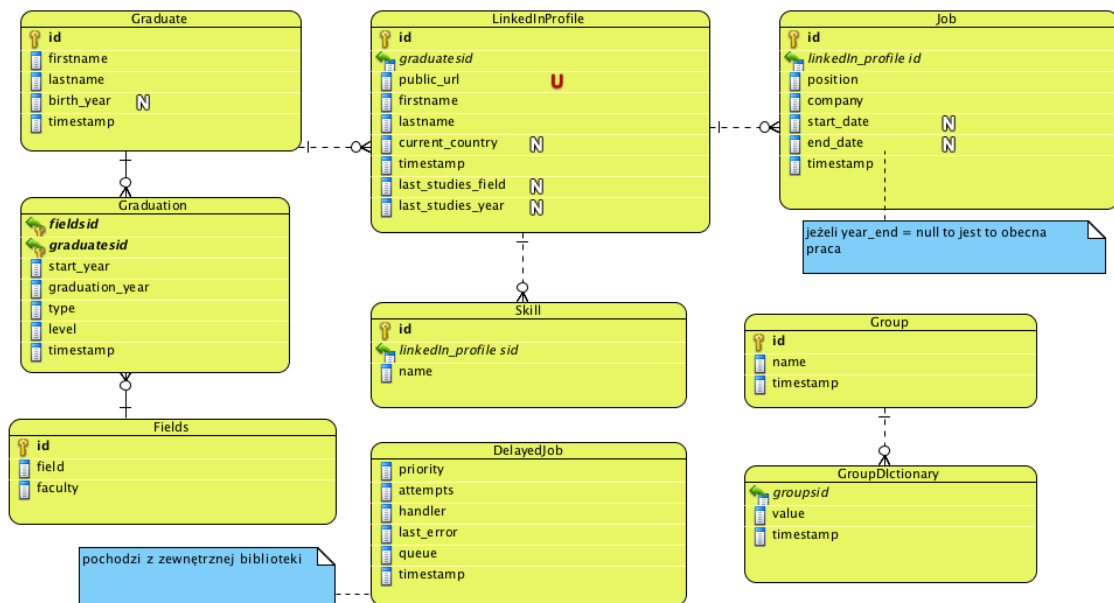 Graduate
id
firstname
lastname
birth_year N
timestamp
LinkedInProfile
id
graduatesid
public_url U
firstname
lastname
current_country N
timestamp
last_studies_field N
last_studies_year N
Job
id
linkedIn_profile id
position
company
start_date N
end_date N
timestamp
jeżeli year_end = null to jest to obecna
praca
Graduation
fieldsid
graduatesid
start_year
graduation_year
type
level
timestamp
Skill
id
linkedIn_profile sid
name
Group
id
name
timestamp
Fields
id
field
faculty
DelayedJob
priority
attempts
handler
last_error
queue
timestamp
GroupDIctionary
groupsid
value
timestamp
pochodzi z zewnętrznej biblioteki